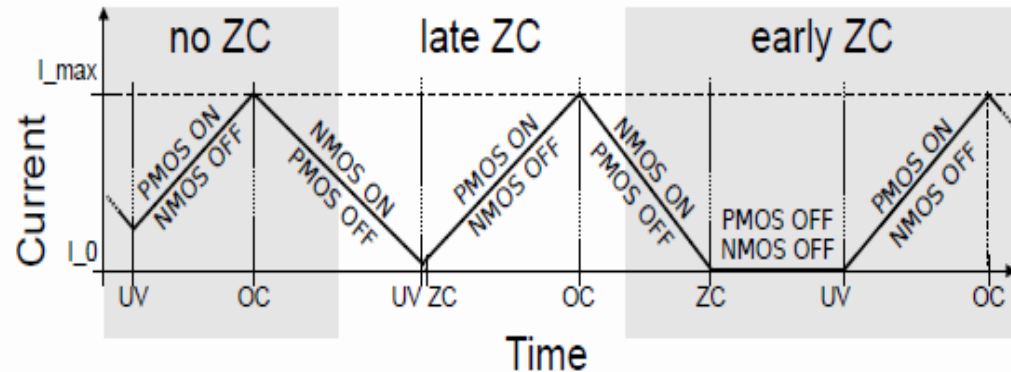 no ZC
late ZC
early ZC
I_max
Current
I_0
PMOS ON
NMOS OFF
NMOS ON
PMOS OFF
PMOS ON
NMOS OFF
NMOS ON
PMOS OFF
PMOS OFF
NMOS OFF
PMOS ON
NMOS OFF
UV
OC
UV ZC
OC
ZC
UV
OC
Time